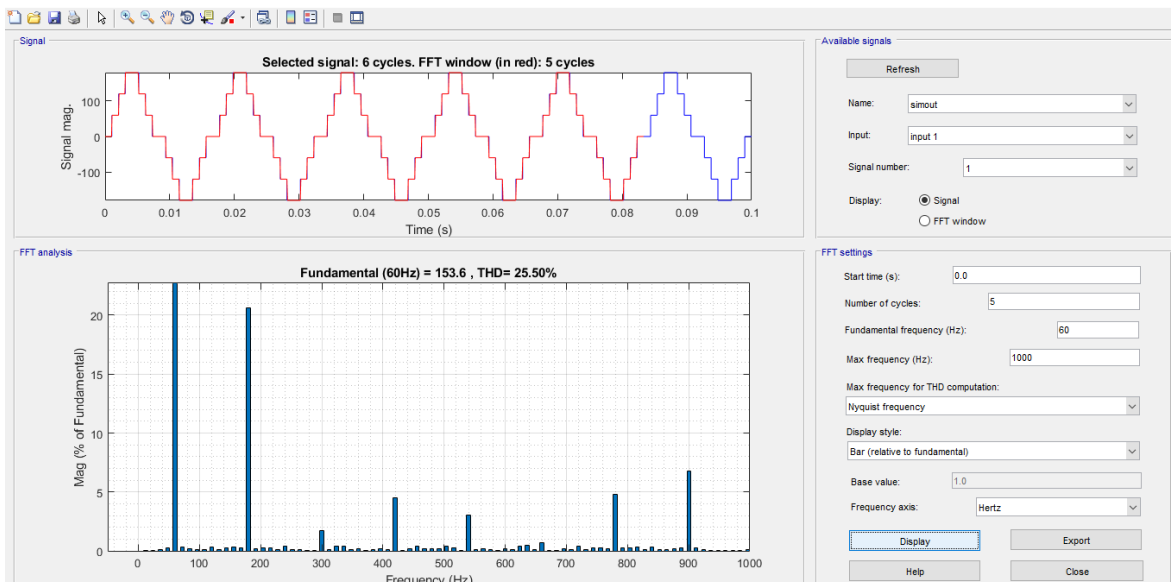 Signal
Selected signal: 6 cycles. FFT window (in red): 5 cycles
Signal mag.
100
0
-100
0 0.01 0.02 0.03 0.04 0.05 0.06 0.07 0.08 0.09 0.1
Time (s)
FFT analysis
Fundamental (60Hz) = 153.6 , THD= 25.50%
Mag (% of Fundamental)
20
15
10
5
0
0 100 200 300 400 500 600 700 800 900 1000
Frequency (Hz)
Available signals
Refresh
Name: simout
Input: input 1
Signal number: 1
Display: Signal
FFT window
FFT settings
Start time (s): 0.0
Number of cycles: 5
Fundamental frequency (Hz): 60
Max frequency (Hz): 1000
Max frequency for THD computation:
Nyquist frequency
Display style:
Bar (relative to fundamental)
Base value: 1.0
Frequency axis: Hertz
Display Export
Help Close